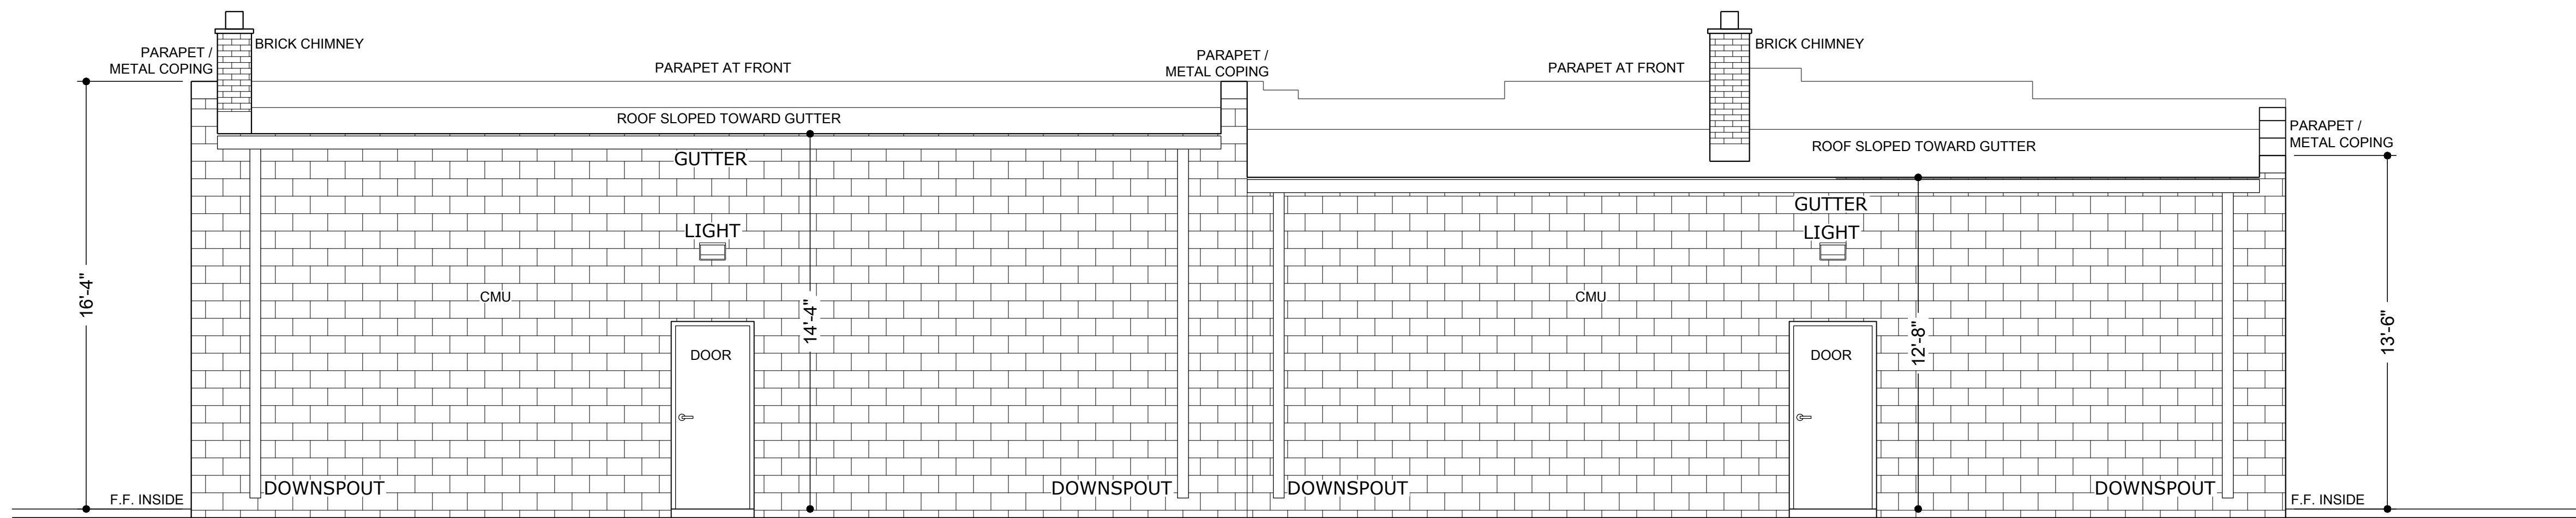 BRICK CHIMNEY
PARAPET /
METAL COPING
PARAPET AT FRONT
PARAPET /
METAL COPING
PARAPET AT FRONT
BRICK CHIMNEY
ROOF SLOPED TOWARD GUTTER
PARAPET /
METAL COPING
ROOF SLOPED TOWARD GUTTER
GUTTER
GUTTER
LIGHT
LIGHT
16'-4"
CMU
14'-4"
CMU
12'-8"
13'-6"
DOOR
DOOR
F.F. INSIDE
DOWNSPOUT
DOWNSPOUT
DOWNSPOUT
DOWNSPOUT
F.F. INSIDE